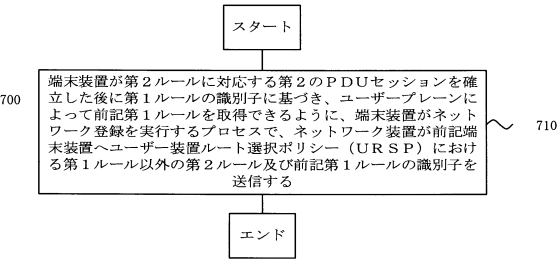 スタート
700
端末装置が第２ルールに対応する第２のＰＤＵセッションを確
立した後に第１ルールの識別子に基づき、ユーザープレーンに
よって前記第１ルールを取得できるように、端末装置がネット
ワーク登録を実行するプロセスで、ネットワーク装置が前記端
末装置へユーザー装置ルート選択ポリシー（ＵＲＳＰ）におけ
る第１ルール以外の第２ルール及び前記第１ルールの識別子を
送信する
710
エンド